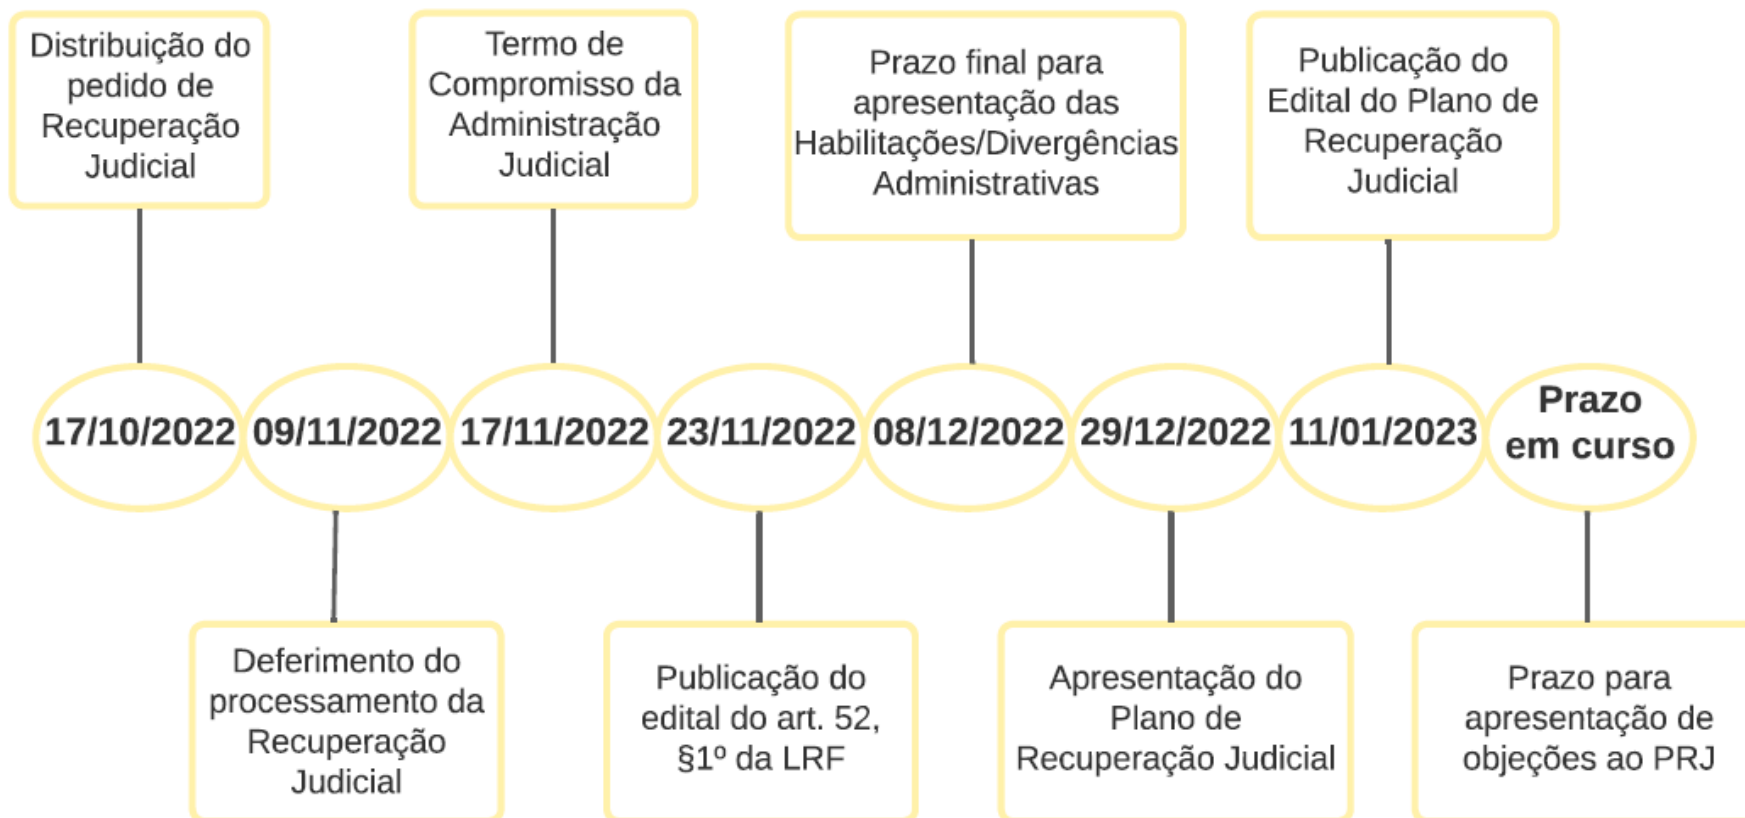 Distribuição do
pedido de
Recuperação
Judicial
Termo de
Compromisso da
Administração
Judicial
Prazo final para
apresentação das
Habilitações/Divergências
Administrativas
Publicação do
Edital do Plano de
Recuperação
Judicial
17/10/2022
09/11/2022
17/11/2022
23/11/2022
08/12/2022
29/12/2022
11/01/2023
Prazo
em curso
Deferimento do
processamento da
Recuperação
Judicial
Publicação do
edital do art. 52,
§1º da LRF
Apresentação do
Plano de
Recuperação Judicial
Prazo para
apresentação de
objeções ao PRJ